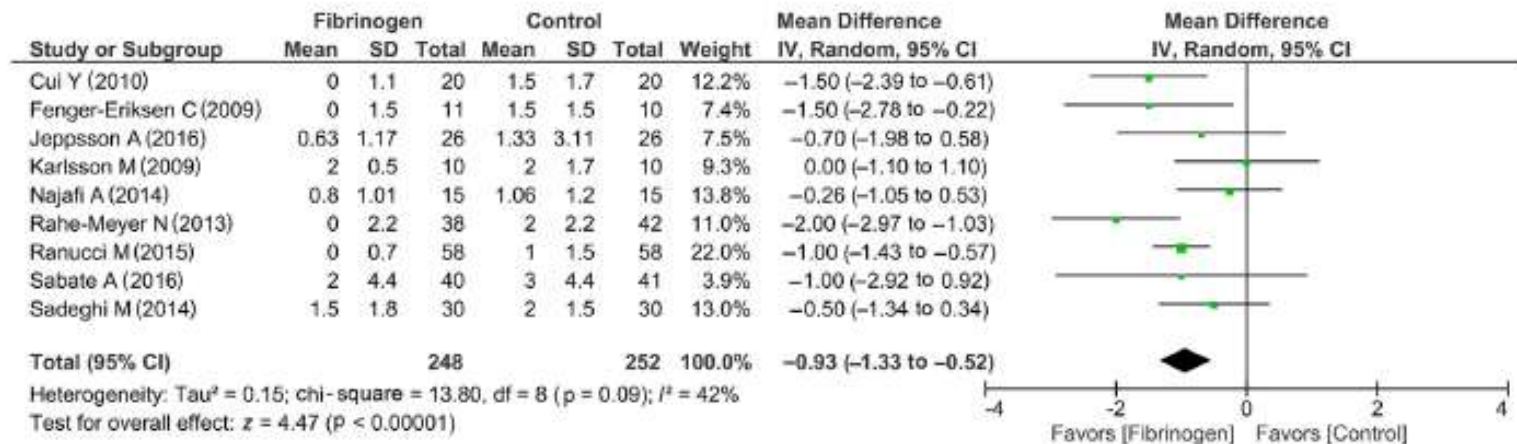 Fibrinogen Control Mean Difference Mean Difference
Study or Subgroup Mean SD Total Mean SD Total Weight IV, Random, 95% CI IV, Random, 95% CI
Cui Y (2010) 0 1.1 20 1.5 1.7 20 12.2% −1.50 (−2.39 to −0.61)
Fenger-Eriksen C (2009) 0 1.5 11 1.5 1.5 10 7.4% −1.50 (−2.78 to −0.22)
Jeppsson A (2016) 0.63 1.17 26 1.33 3.11 26 7.5% −0.70 (−1.98 to 0.58)
Karlsson M (2009) 2 0.5 10 2 1.7 10 9.3% 0.00 (−1.10 to 1.10)
Najafi A (2014) 0.8 1.01 15 1.06 1.2 15 13.8% −0.26 (−1.05 to 0.53)
Rahe-Meyer N (2013) 0 2.2 38 2 2.2 42 11.0% −2.00 (−2.97 to −1.03)
Ranucci M (2015) 0 0.7 58 1 1.5 58 22.0% −1.00 (−1.43 to −0.57)
Sabate A (2016) 2 4.4 40 3 4.4 41 3.9% −1.00 (−2.92 to 0.92)
Sadeghi M (2014) 1.5 1.8 30 2 1.5 30 13.0% −0.50 (−1.34 to 0.34)
Total (95% CI) 248 252 100.0% −0.93 (−1.33 to −0.52)
Heterogeneity: Tau² = 0.15; chi-square = 13.80, df = 8 (p = 0.09); I² = 42%
Test for overall effect: z = 4.47 (P < 0.00001)
-4 -2 0 2 4
Favors [Fibrinogen] Favors [Control]